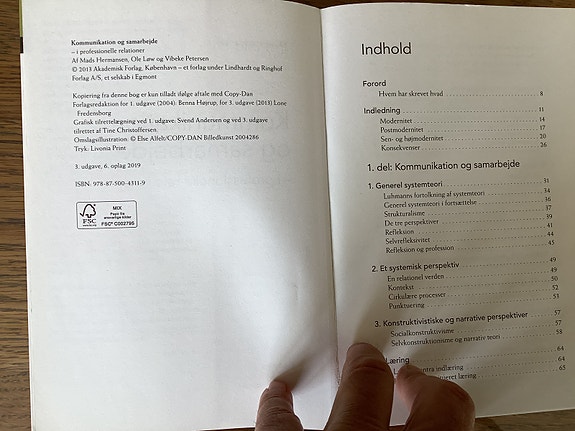 Kommunikation og samarbejde
– i professionelle relationer
Af Mads Hermansen, Ole Løw og Vibeke Petersen
© 2013 Akademisk Forlag, København – et forlag under Lindhardt og Ringhof
Forlag A/S, et selskab i Egmont
Kopiering fra denne bog er kun tilladt ifølge aftale med Copy-Dan
Forlagsredaktion for 1. udgave (2004): Benna Højrup, for 3. udgave (2013) Lone
Fredensborg
Grafisk tilrettelægning ved 1. udgave: Svend Andersen og ved 3. udgave
tilrettet af Tine Christoffersen.
Omslagsillustration: © Else Alfelt/COPY-DAN Billedkunst 2004286
Tryk: Livonia Print
3. udgave, 6. oplag 2019
ISBN: 978-87-500-4311-9
FSC
www.fsc.org
MIX
Papir fra
ansvarlige kilder
FSC® C002795
Indhold
Forord
Hvem har skrevet hvad 8
Indledning 11
Modernitet 14
Postmodernitet 17
Sen- og højmodernitet 20
Konsekvenser 26
1. del: Kommunikation og samarbejde
1. Generel systemteori 31
Luhmanns fortolkning af systemteori 34
Generel systemteori i fortsættelse 36
Strukturalisme 37
De tre perspektiver 39
Refleksion 41
Selvrefleksivitet 44
Refleksion og profession 45
2. Et systemisk perspektiv 49
En relationel verden 49
Kontekst 50
Cirkulære processer 52
Punktuering 53
3. Konstruktivistiske og narrative perspektiver 57
Socialkonstruktivisme 57
Selvkonstruktionisme og narrativ teori 58
Læring 64
indlæring 64
læring 65